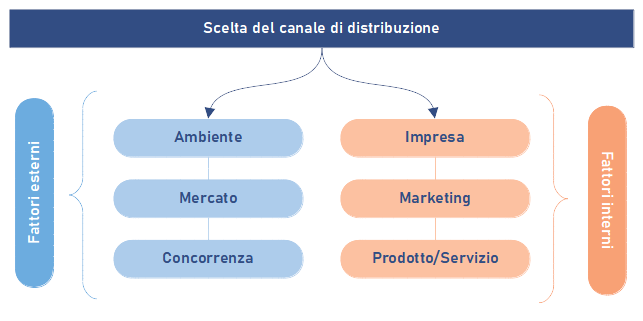 Scelta del canale di distribuzione
Fattori esterni
Ambiente
Mercato
Concorrenza
Impresa
Marketing
Prodotto/Servizio
Fattori interni